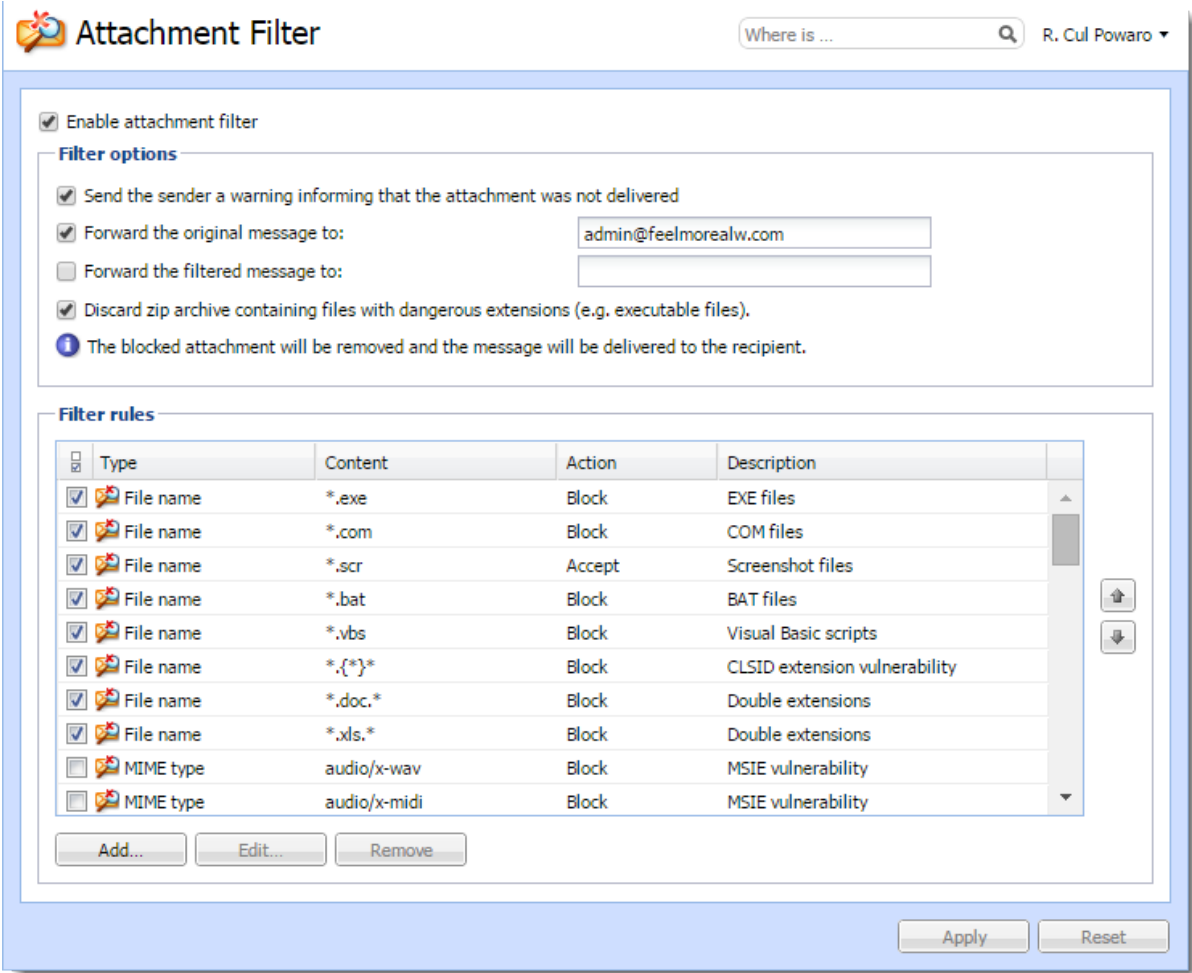 Attachment Filter
Where is ...
R. Cul Powaro
Enable attachment filter
Filter options
Send the sender a warning informing that the attachment was not delivered
Forward the original message to: admin@feelmorealw.com
Forward the filtered message to:
Discard zip archive containing files with dangerous extensions (e.g. executable files).
The blocked attachment will be removed and the message will be delivered to the recipient.
Filter rules
Type Content Action Description
File name *.exe Block EXE files
File name *.com Block COM files
File name *.scr Accept Screenshot files
File name *.bat Block BAT files
File name *.vbs Block Visual Basic scripts
File name *.{*}* Block CLSID extension vulnerability
File name *.doc.* Block Double extensions
File name *.xls.* Block Double extensions
MIME type audio/x-wav Block MSIE vulnerability
MIME type audio/x-midi Block MSIE vulnerability
Add... Edit... Remove
Apply Reset